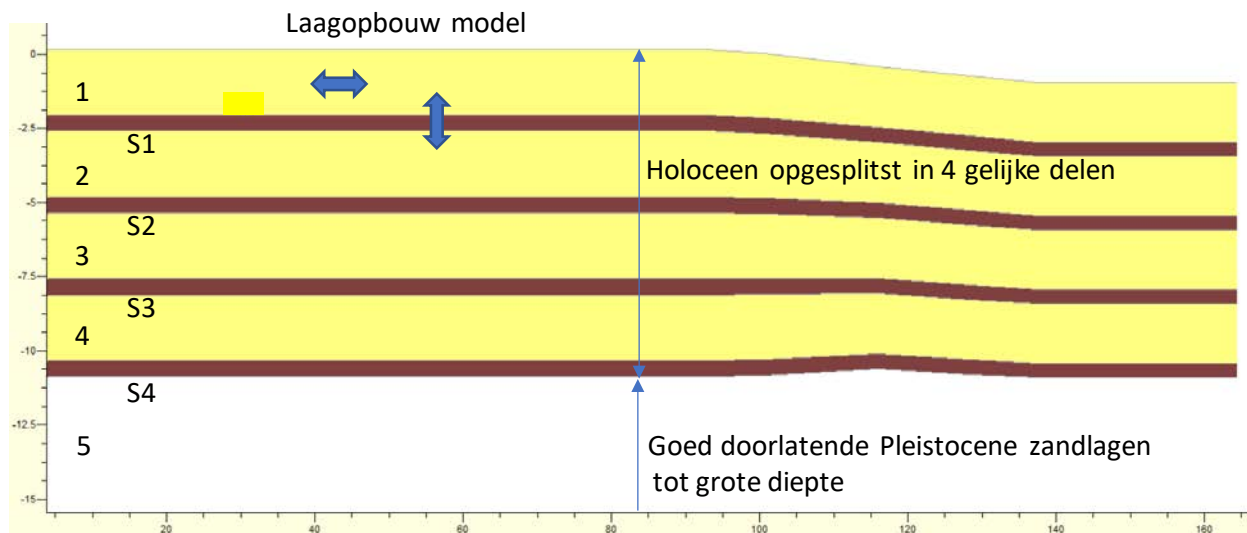 Laagopbouw model
0
1
-2.5
S1
2
Holoceen opgesplitst in 4 gelijke delen
-5
S2
3
-7.5
S3
4
-10
S4
-12.5
5
Goed doorlatende Pleistocene zandlagen
tot grote diepte
-15
20 40 60 80 100 120 140 160